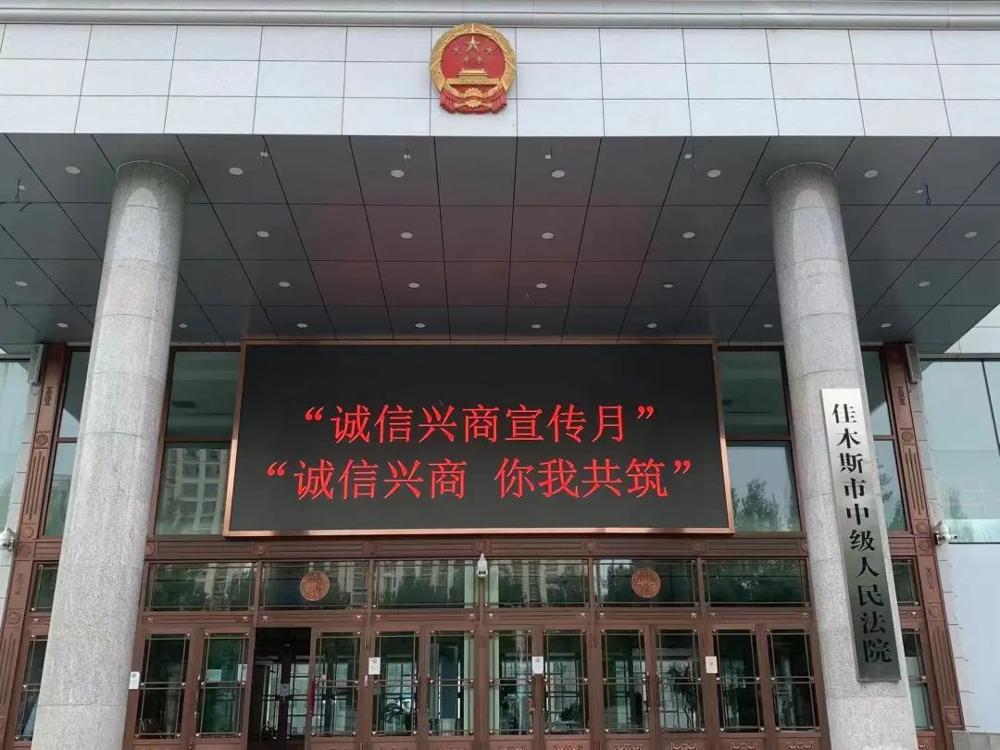 “诚信兴商宣传月”
“诚信兴商 你我共筑”
佳木斯市中级人民法院